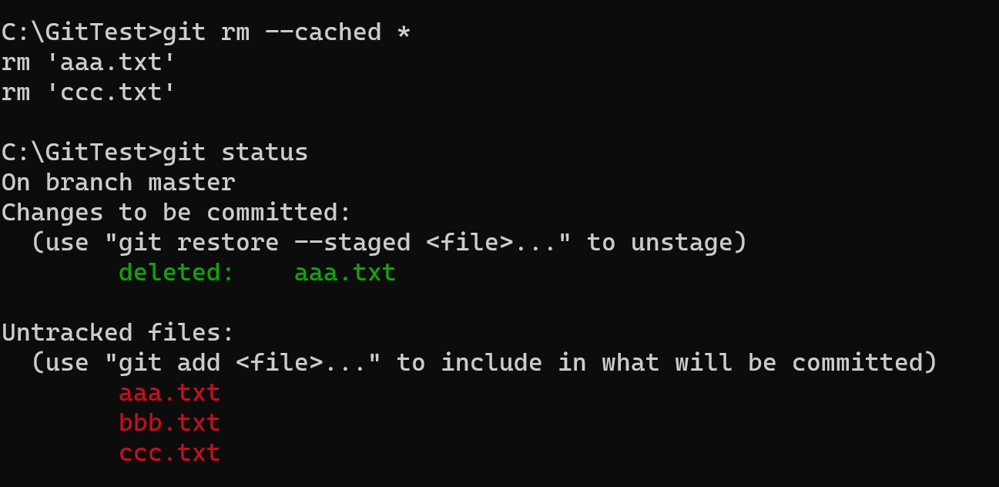 C:\GitTest>git rm --cached *
rm 'aaa.txt'
rm 'ccc.txt'
C:\GitTest>git status
On branch master
Changes to be committed:
  (use "git restore --staged <file>..." to unstage)
        deleted:    aaa.txt
Untracked files:
  (use "git add <file>..." to include in what will be committed)
        aaa.txt
        bbb.txt
        ccc.txt